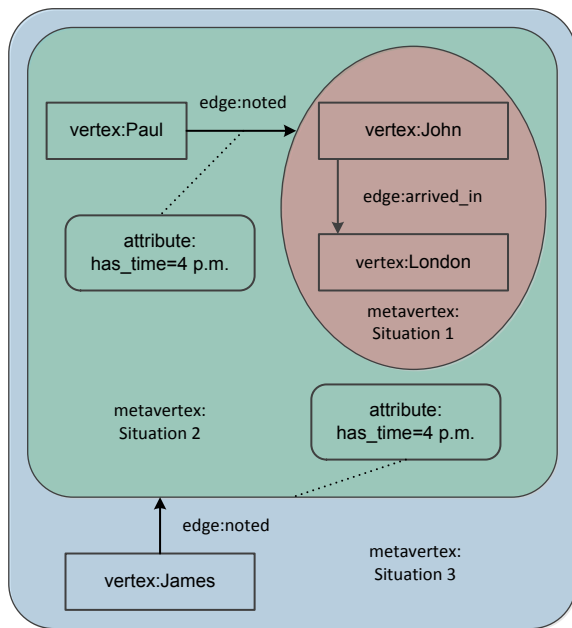 edge:noted
vertex:Paul
vertex:John
edge:arrived_in
attribute:
has_time=4 p.m.
vertex:London
metavertex:
Situation 1
metavertex:
Situation 2
attribute:
has_time=4 p.m.
edge:noted
vertex:James
metavertex:
Situation 3